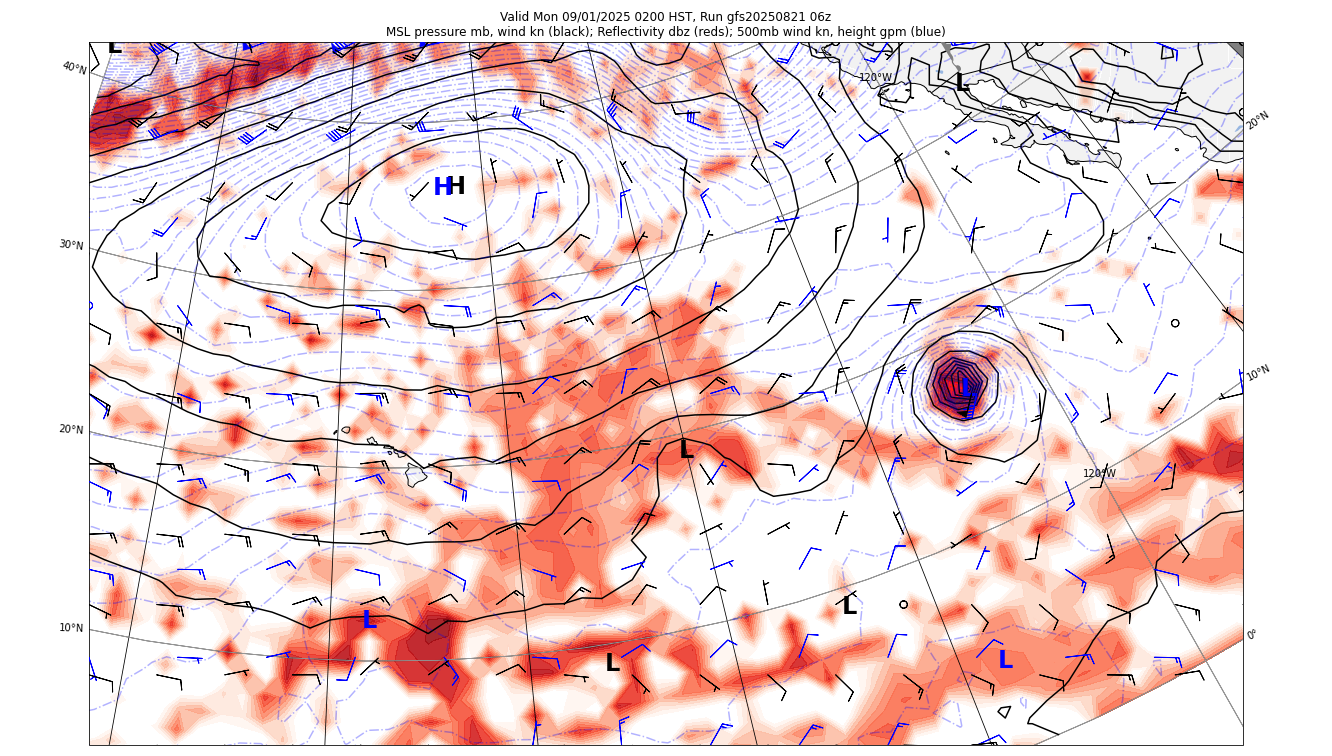 Valid Mon 09/01/2025 0200 HST, Run gfs20250821 06z
MSL pressure mb, wind kn (black); Reflectivity dbz (reds); 500mb wind kn, height gpm (blue)
L
40°N
120°W
L
20°N
H
H
30°N
10°N
L
20°N
L
120°W
10°N
L
L
0°
L
L